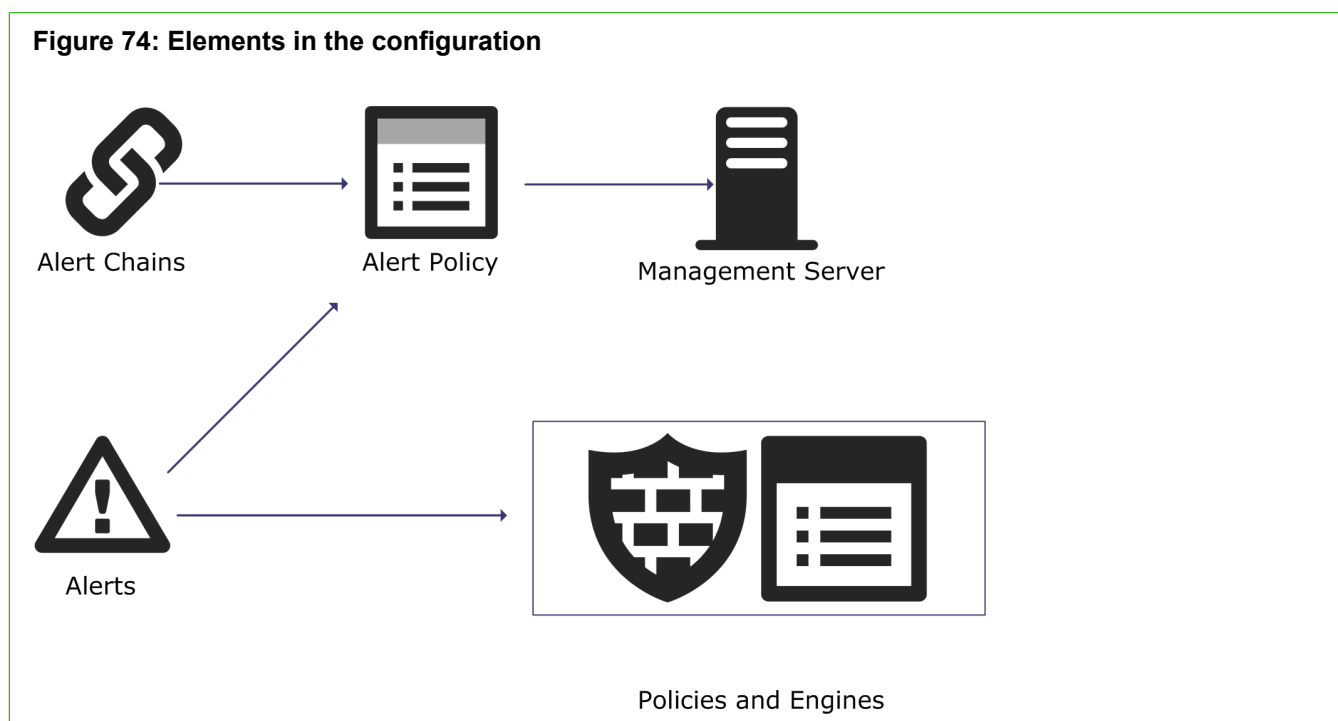 Figure 74: Elements in the configuration
Alert Chains
Alert Policy
Management Server
Alerts
Policies and Engines